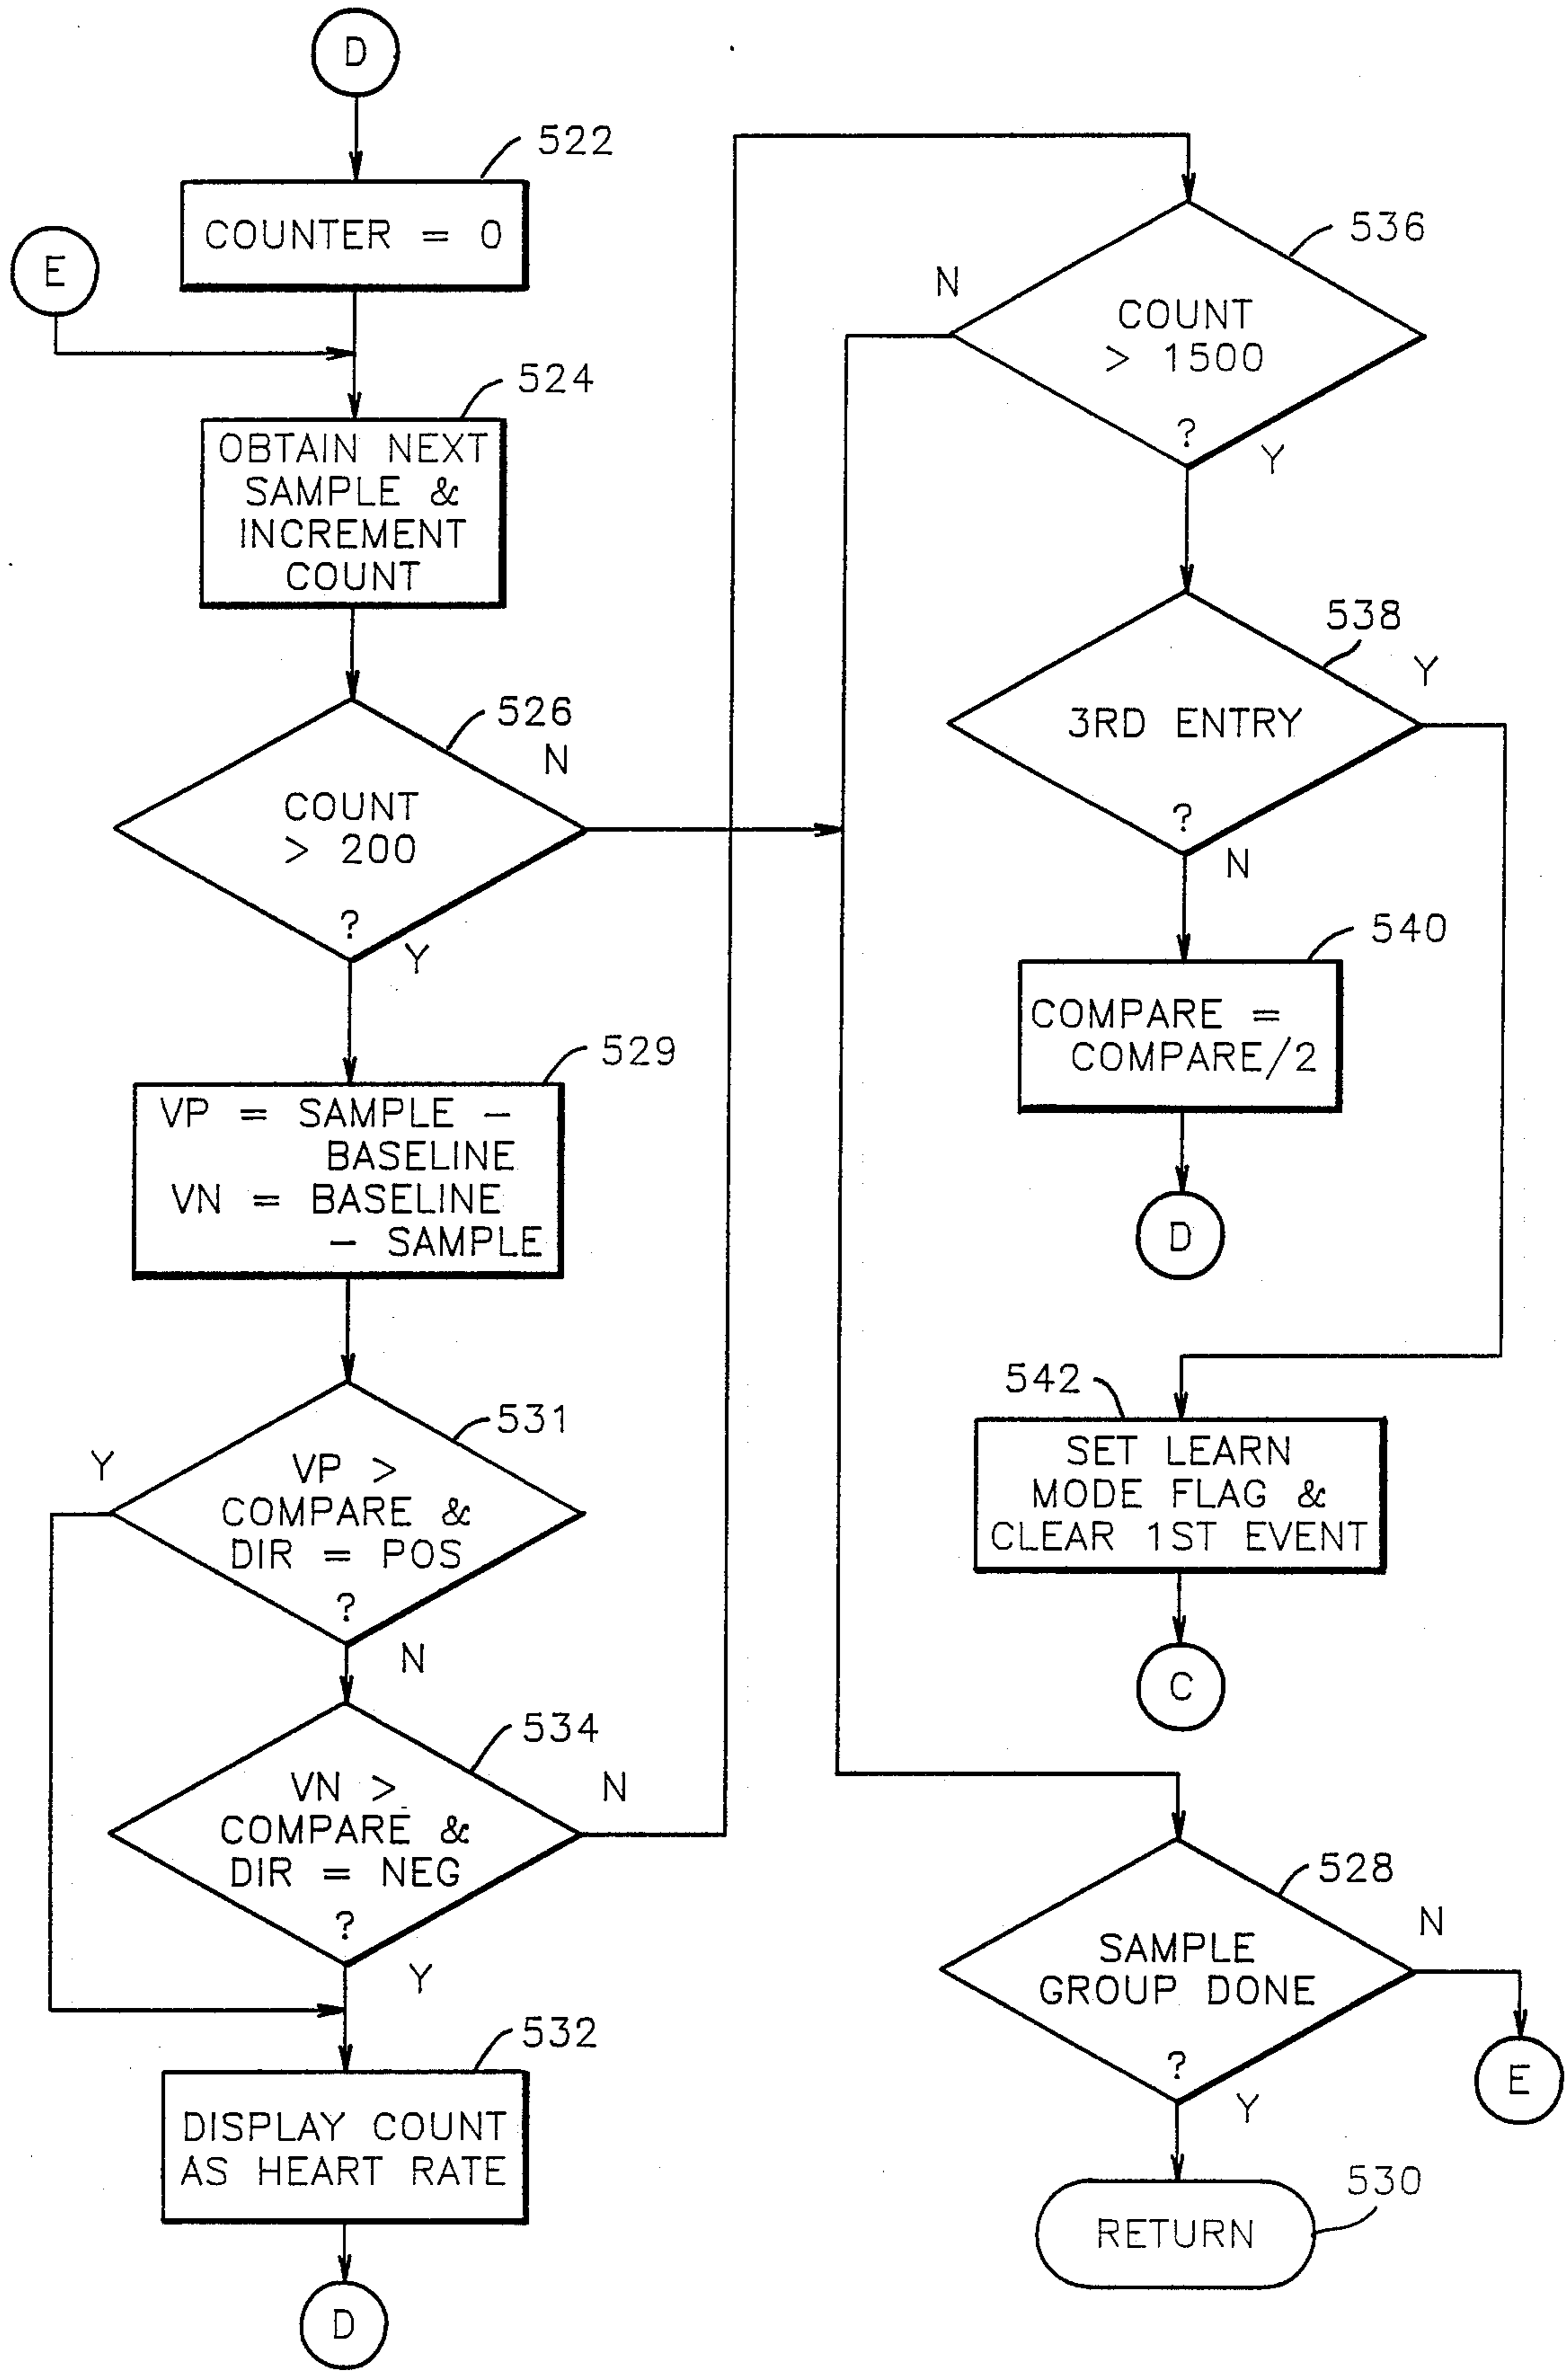 D
522
COUNTER = 0
E
524
OBTAIN NEXT
SAMPLE &
INCREMENT
COUNT
526
N
COUNT
> 200
?
Y
529
VP = SAMPLE –
BASELINE
VN = BASELINE
– SAMPLE
531
Y
VP >
COMPARE &
DIR = POS
?
N
534
N
VN >
COMPARE &
DIR = NEG
?
Y
532
DISPLAY COUNT
AS HEART RATE
D
536
N
COUNT
> 1500
?
Y
538
Y
3RD ENTRY
?
N
540
COMPARE =
COMPARE/2
D
542
SET LEARN
MODE FLAG &
CLEAR 1ST EVENT
C
528
N
SAMPLE
GROUP DONE
?
Y
E
530
RETURN